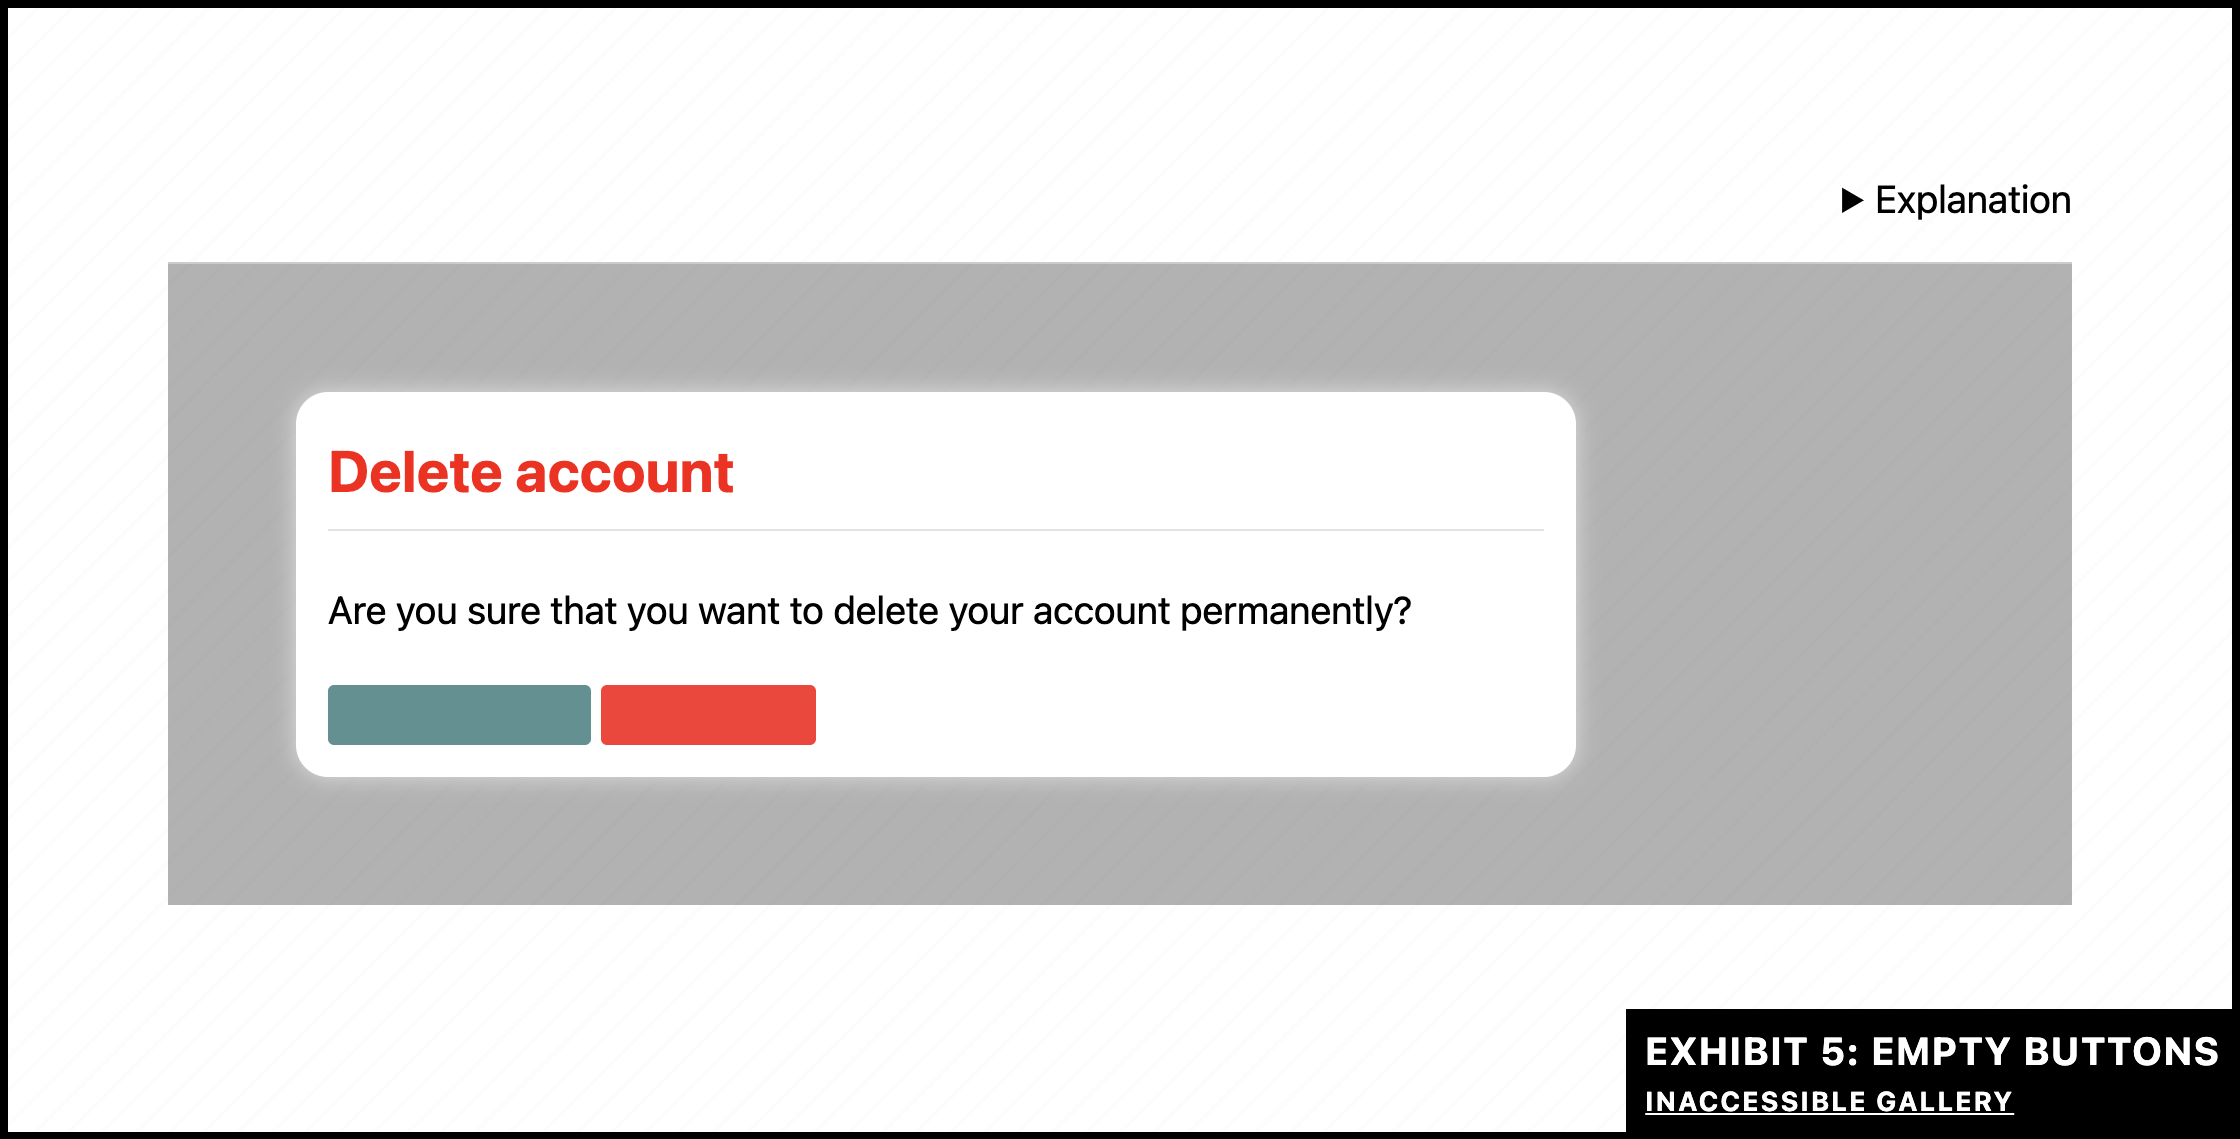 ▶ Explanation
Delete account
Are you sure that you want to delete your account permanently?
EXHIBIT 5: EMPTY BUTTONS
INACCESSIBLE GALLERY